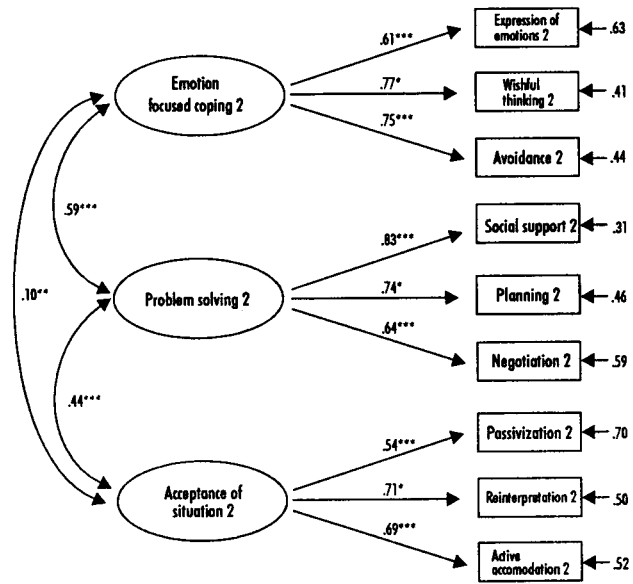 Expression of
emotions 2
.63
.61***
Emotion
focused coping 2
.77*
Wishful
thinking 2
.41
.75***
Avoidance 2
.44
.59***
Social support 2
.31
.83***
.10**
Problem solving 2
.74*
Planning 2
.46
.64***
Negotiation 2
.59
.44***
Passivization 2
.70
.54***
Acceptance of
situation 2
.71*
Reinterpretation 2
.50
.69***
Active
accomodation 2
.52